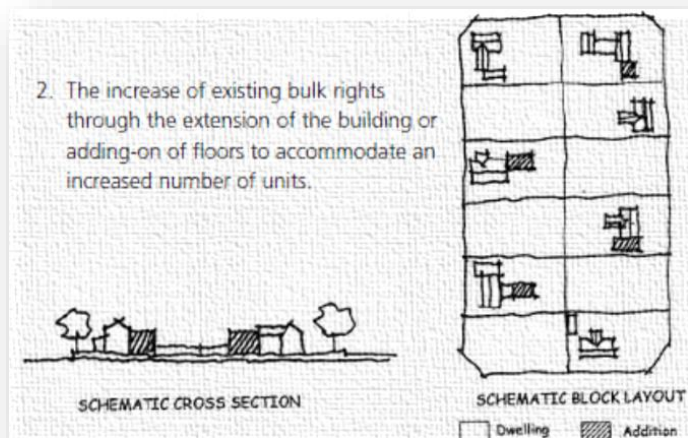 2. The increase of existing bulk rights
through the extension of the building or
adding-on of floors to accommodate an
increased number of units.
SCHEMATIC CROSS SECTION
SCHEMATIC BLOCK LAYOUT
Dwelling
Addition